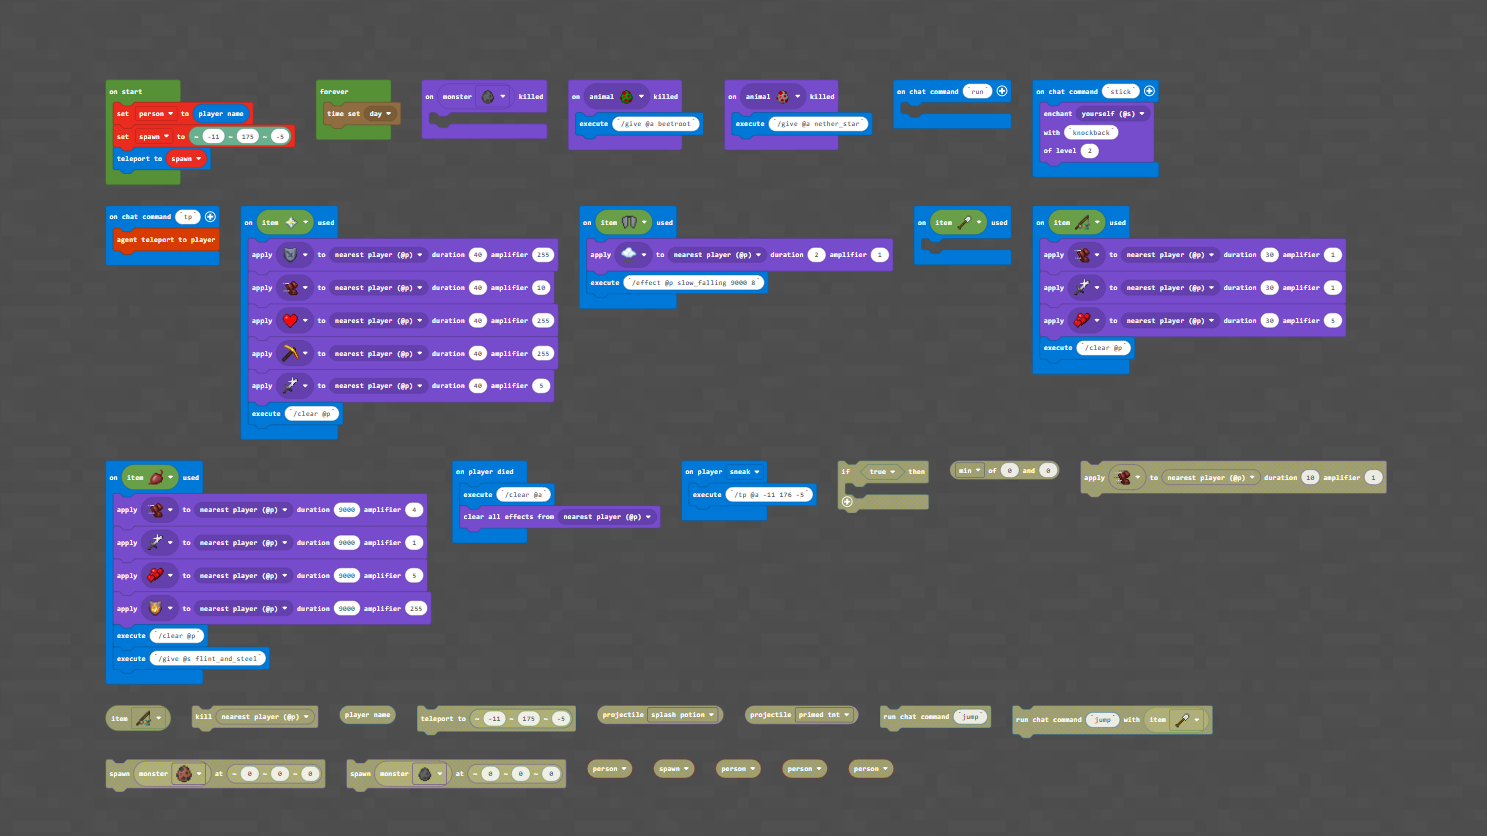 on start
set person to player name
set spawn to ~ -11 ~ 175 ~ -5
teleport to spawn
forever
time set day
on monster killed
on animal killed
execute `/give @a beetroot`
on animal killed
execute `/give @a nether_star`
on chat command `run`
on chat command `stick`
enchant yourself (@s)
with `knockback`
of level 2
on chat command `tp`
agent teleport to player
on item used
apply to nearest player (@p) duration 40 amplifier 255
apply to nearest player (@p) duration 40 amplifier 10
apply to nearest player (@p) duration 40 amplifier 255
apply to nearest player (@p) duration 40 amplifier 255
apply to nearest player (@p) duration 40 amplifier 5
execute `/clear @p`
on item used
apply to nearest player (@p) duration 2 amplifier 1
execute `/effect @p slow_falling 9000 8`
on item used
on item used
apply to nearest player (@p) duration 30 amplifier 1
apply to nearest player (@p) duration 30 amplifier 1
apply to nearest player (@p) duration 30 amplifier 5
execute `/clear @p`
on item used
apply to nearest player (@p) duration 9000 amplifier 4
apply to nearest player (@p) duration 9000 amplifier 1
apply to nearest player (@p) duration 9000 amplifier 5
apply to nearest player (@p) duration 9000 amplifier 255
execute `/clear @p`
execute `/give @s flint_and_steel`
on player died
execute `/clear @a`
clear all effects from nearest player (@p)
on player sneak
execute `/tp @a -11 176 -5`
if true then
min of 0 and 0
apply to nearest player (@p) duration 10 amplifier 1
item
kill nearest player (@p)
player name
teleport to ~ -11 ~ 175 ~ -5
projectile splash potion
projectile primed tnt
run chat command `jump`
run chat command `jump` with item
spawn monster at ~ 0 ~ 0 ~ 0
spawn monster at ~ 0 ~ 0 ~ 0
person
spawn
person
person
person